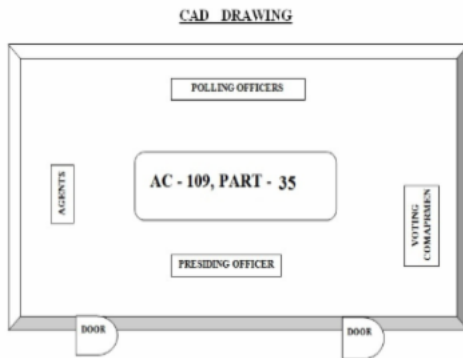 CAD DRAWING
POLLING OFFICERS
AGENTS
AC - 109, PART - 35
VOTING
COMAPRMEN
PRESIDING OFFICER
DOOR
DOOR